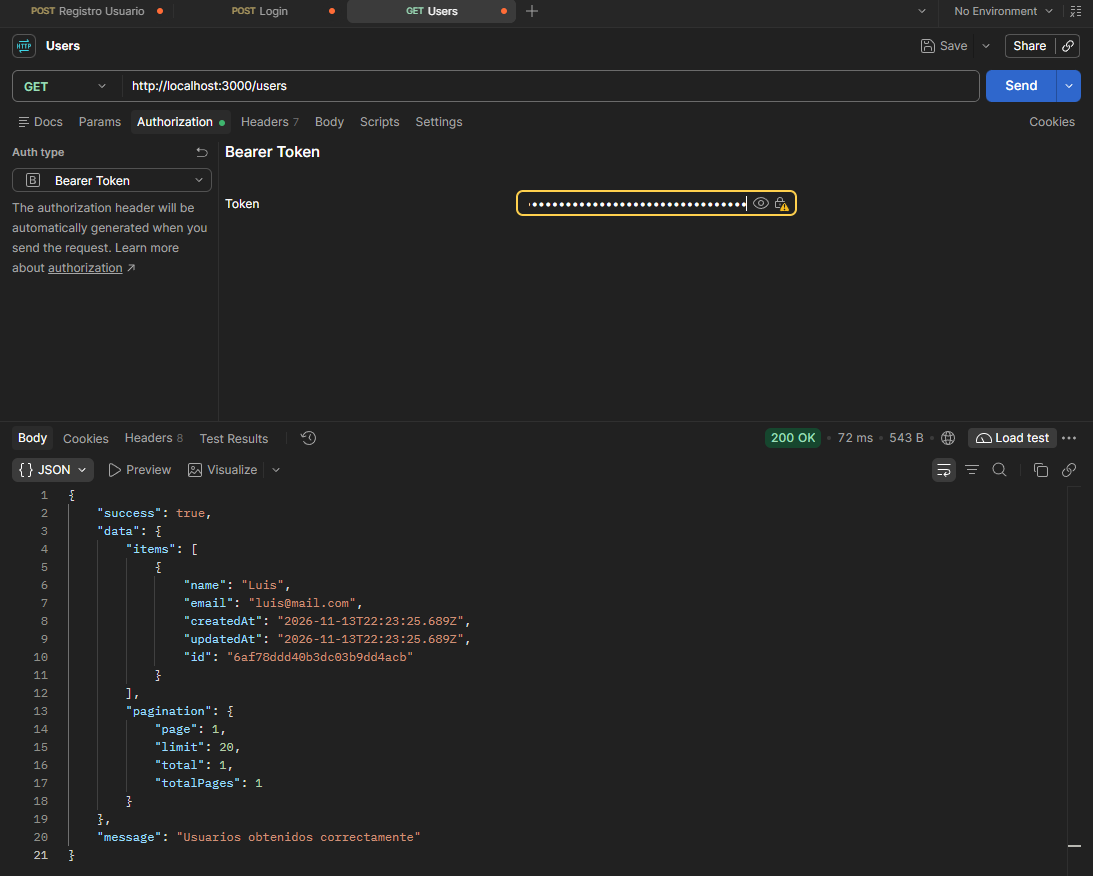 POST Registro Usuario POST Login GET Users No Environment
HTTP Users Save Share
GET http://localhost:3000/users Send
Docs Params Authorization Headers 7 Body Scripts Settings Cookies
Auth type
B Bearer Token
The authorization header will be
automatically generated when you
send the request. Learn more
about authorization ↗
Bearer Token
Token ••••••••••••••••••••••••••••••••
Body Cookies Headers 8 Test Results 200 OK • 72 ms • 543 B • Load test
{} JSON Preview Visualize
1 {
2 "success": true,
3 "data": {
4 "items": [
5 {
6 "name": "Luis",
7 "email": "luis@mail.com",
8 "createdAt": "2026-11-13T22:23:25.689Z",
9 "updatedAt": "2026-11-13T22:23:25.689Z",
10 "id": "6af78ddd40b3dc03b9dd4acb"
11 }
12 ],
13 "pagination": {
14 "page": 1,
15 "limit": 20,
16 "total": 1,
17 "totalPages": 1
18 }
19 },
20 "message": "Usuarios obtenidos correctamente"
21 }